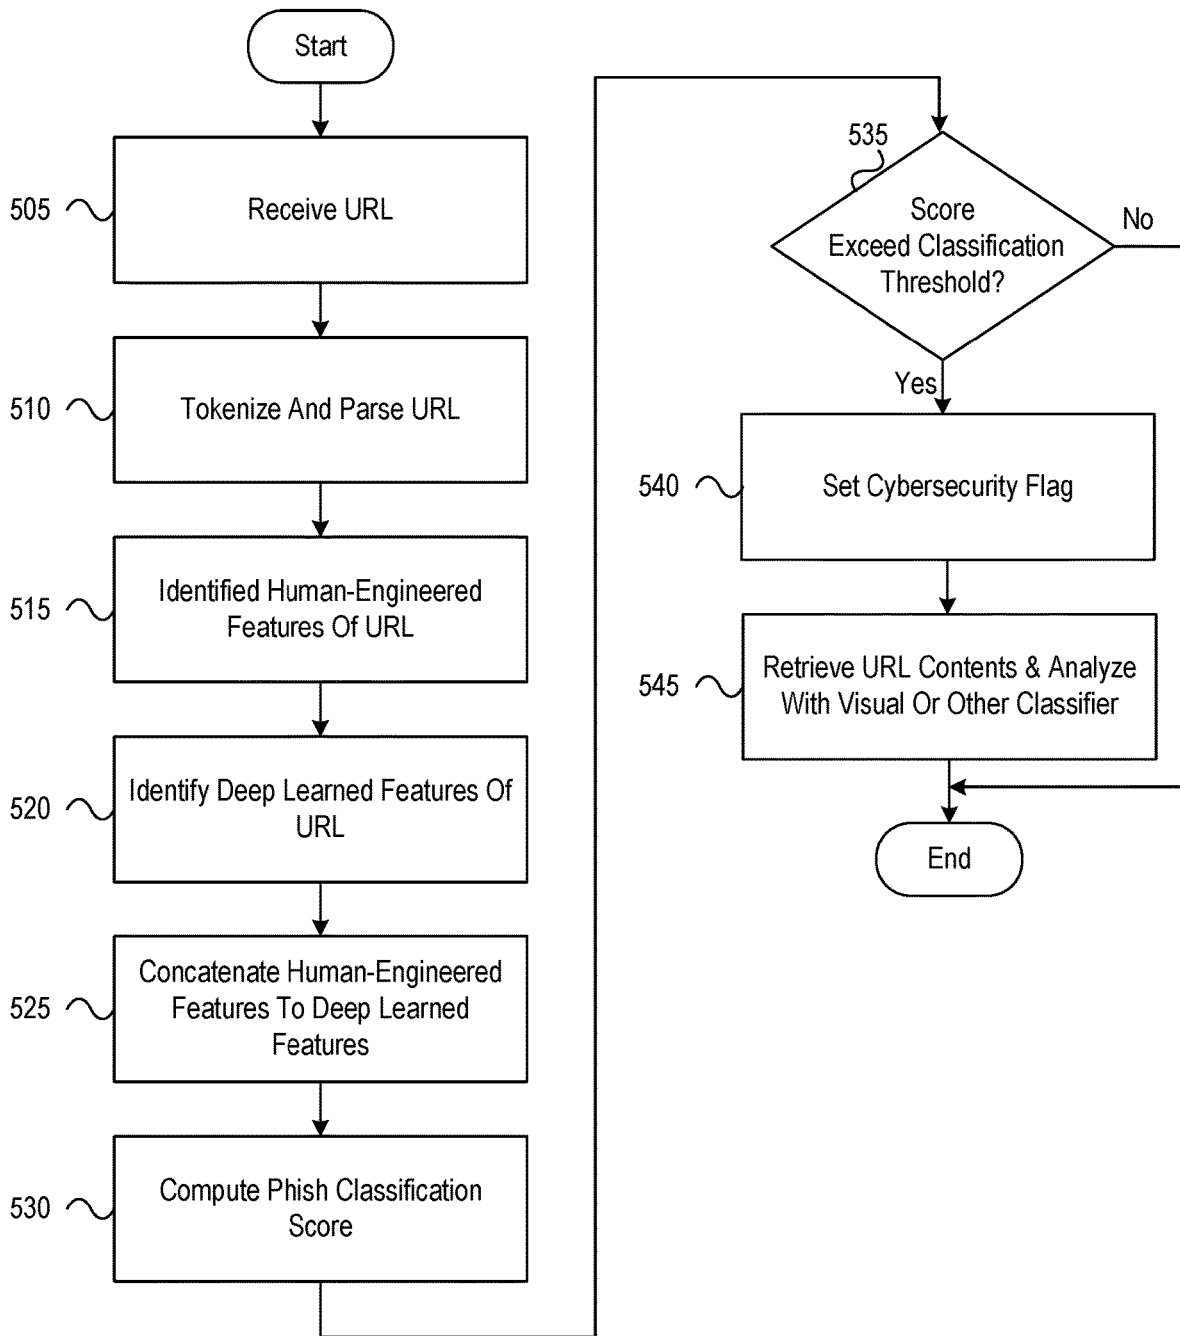 Start
505
Receive URL
510
Tokenize And Parse URL
515
Identified Human-Engineered
Features Of URL
520
Identify Deep Learned Features Of
URL
525
Concatenate Human-Engineered
Features To Deep Learned
Features
530
Compute Phish Classification
Score
535
Score
Exceed Classification
Threshold?
No
Yes
540
Set Cybersecurity Flag
545
Retrieve URL Contents & Analyze
With Visual Or Other Classifier
End